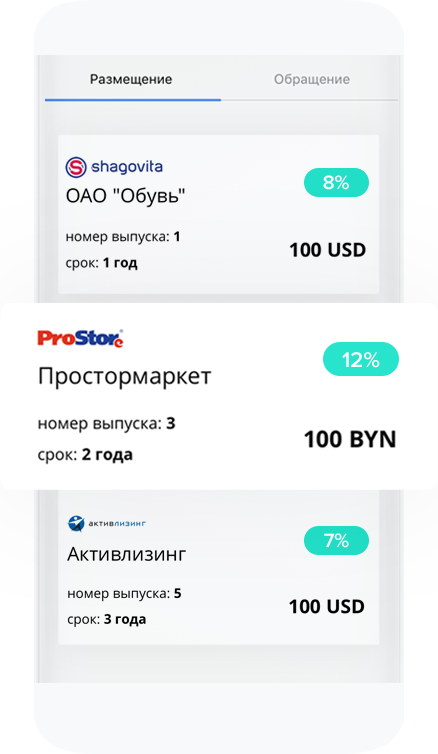 Размещение
Обращение
shagovita
8%
ОАО "Обувь"
номер выпуска: 1
100 USD
срок: 1 год
ProStore
12%
Простормаркет
номер выпуска: 3
100 BYN
срок: 2 года
активлизинг
7%
Активлизинг
номер выпуска: 5
100 USD
срок: 3 года